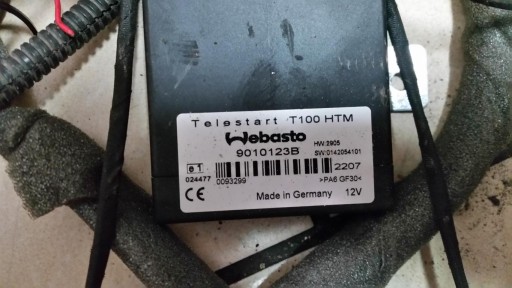 Telestart T100 HTM
Webasto
9010123B
HW:2905
SW:0142054101
e1
024477
0093299
2207
>PA6 GF30<
CE
Made in Germany
12V